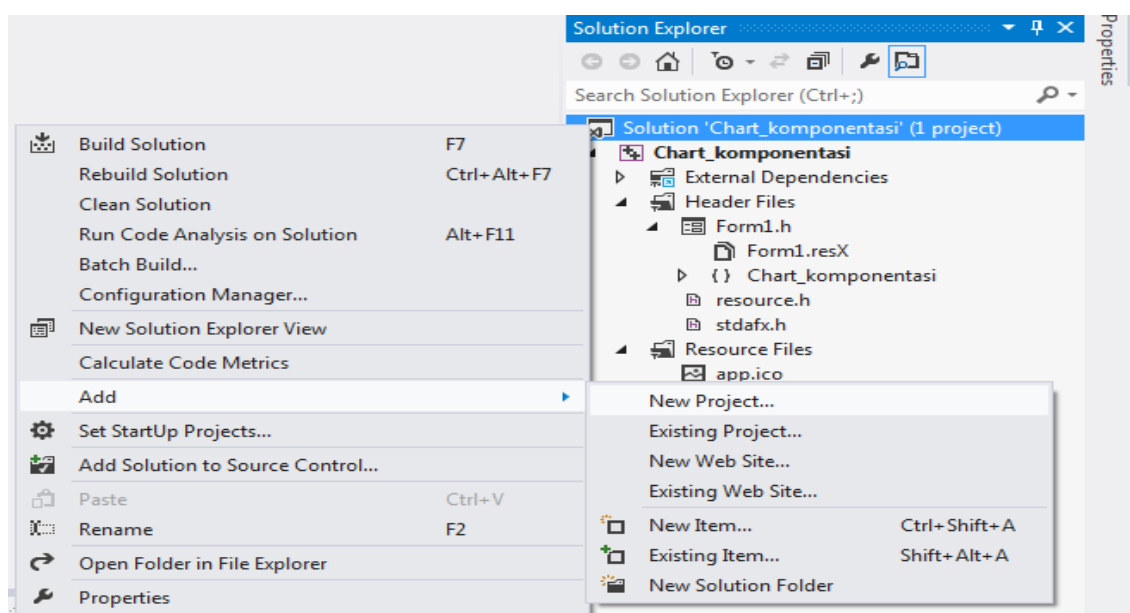 Solution Explorer
Properties
Search Solution Explorer (Ctrl+;)
Solution 'Chart_komponentasi' (1 project)
Chart_komponentasi
External Dependencies
Header Files
Form1.h
Form1.resX
{} Chart_komponentasi
resource.h
stdafx.h
Resource Files
app.ico
Build Solution F7
Rebuild Solution Ctrl+Alt+F7
Clean Solution
Run Code Analysis on Solution Alt+F11
Batch Build...
Configuration Manager...
New Solution Explorer View
Calculate Code Metrics
Add
Set StartUp Projects...
Add Solution to Source Control...
Paste Ctrl+V
Rename F2
Open Folder in File Explorer
Properties
New Project...
Existing Project...
New Web Site...
Existing Web Site...
New Item... Ctrl+Shift+A
Existing Item... Shift+Alt+A
New Solution Folder